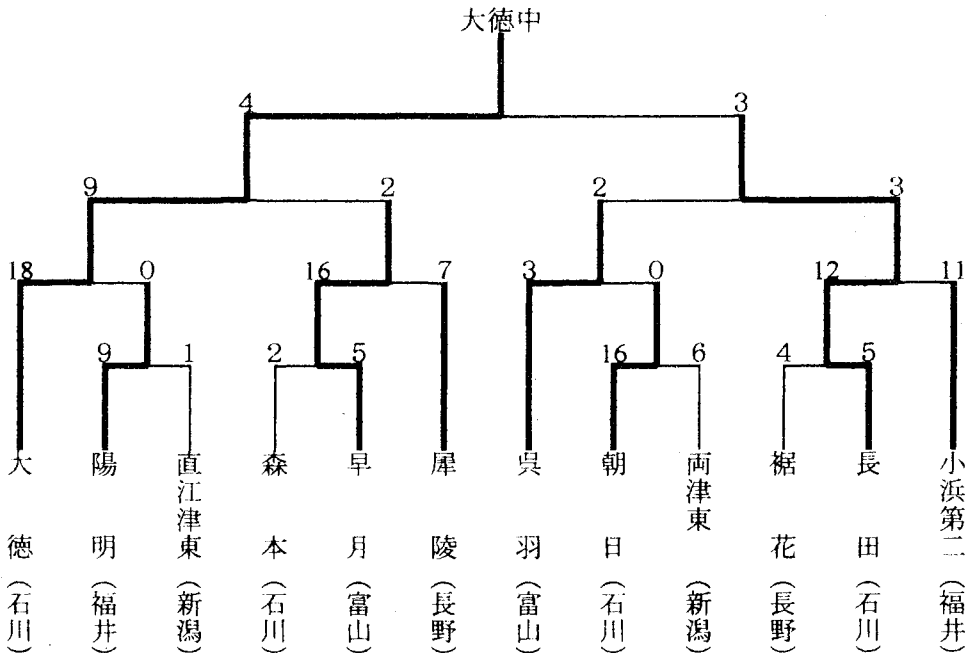 大徳中
4 3
9 2 2 3
18 0 16 7 3 0 12 11
9 1 2 5 16 6 4 5
大徳(石川)
陽明(福井)
直江津東(新潟)
森本(石川)
早月(富山)
犀陵(長野)
呉羽(富山)
朝日(石川)
両津東(新潟)
裾花(長野)
長田(石川)
小浜第二(福井)